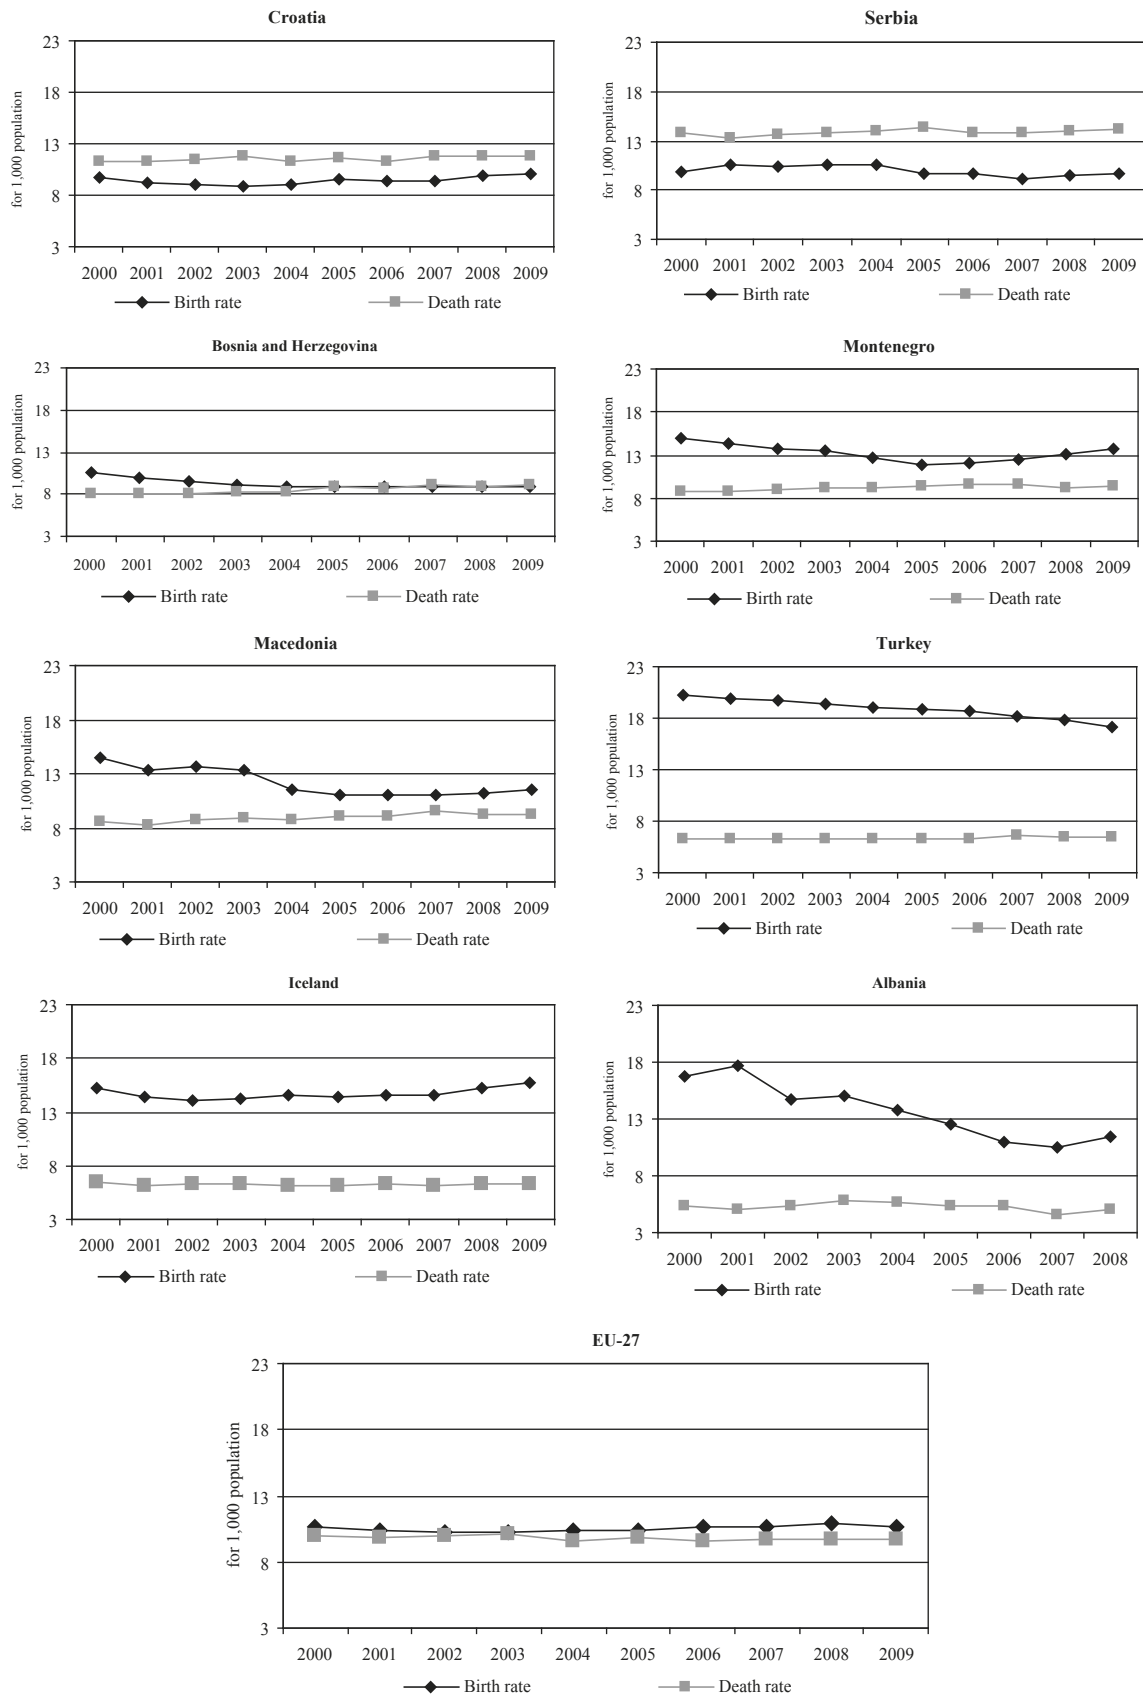 Croatia
for 1,000 population
23
18
13
8
3
2000 2001 2002 2003 2004 2005 2006 2007 2008 2009
Birth rate Death rate
Serbia
for 1,000 population
23
18
13
8
3
2000 2001 2002 2003 2004 2005 2006 2007 2008 2009
Birth rate Death rate
Bosnia and Herzegovina
for 1,000 population
23
18
13
8
3
2000 2001 2002 2003 2004 2005 2006 2007 2008 2009
Birth rate Death rate
Montenegro
for 1,000 population
23
18
13
8
3
2000 2001 2002 2003 2004 2005 2006 2007 2008 2009
Birth rate Death rate
Macedonia
for 1,000 population
23
18
13
8
3
2000 2001 2002 2003 2004 2005 2006 2007 2008 2009
Birth rate Death rate
Turkey
for 1,000 population
23
18
13
8
3
2000 2001 2002 2003 2004 2005 2006 2007 2008 2009
Birth rate Death rate
Iceland
for 1,000 population
23
18
13
8
3
2000 2001 2002 2003 2004 2005 2006 2007 2008 2009
Birth rate Death rate
Albania
for 1,000 population
23
18
13
8
3
2000 2001 2002 2003 2004 2005 2006 2007 2008
Birth rate Death rate
EU-27
for 1,000 population
23
18
13
8
3
2000 2001 2002 2003 2004 2005 2006 2007 2008 2009
Birth rate Death rate